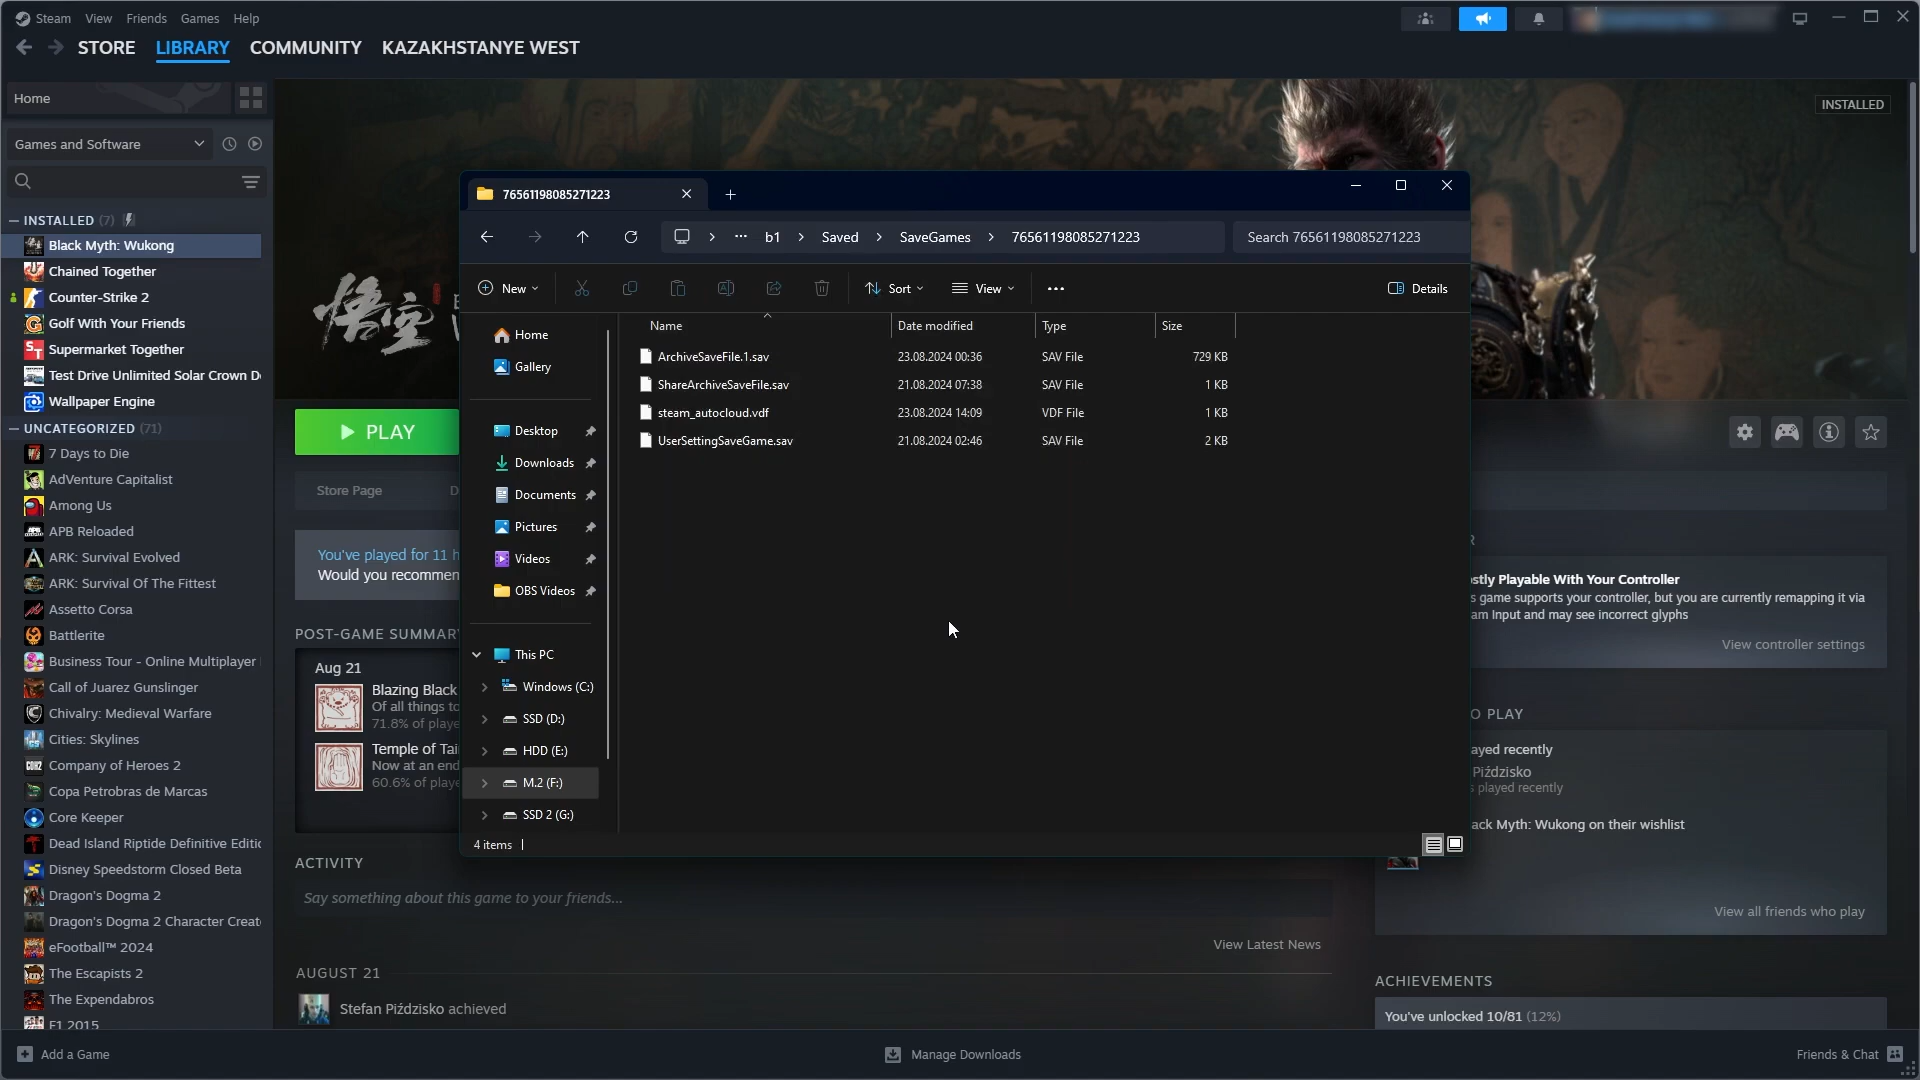 Steam View Friends Games Help
STORE LIBRARY COMMUNITY KAZAKHSTANYE WEST
Home
INSTALLED
Games and Software
INSTALLED (7)
Black Myth: Wukong
Chained Together
Counter-Strike 2
Golf With Your Friends
Supermarket Together
Test Drive Unlimited Solar Crown De
Wallpaper Engine
UNCATEGORIZED (71)
7 Days to Die
AdVenture Capitalist
Among Us
APB Reloaded
ARK: Survival Evolved
ARK: Survival Of The Fittest
Assetto Corsa
Battlerite
Business Tour - Online Multiplayer
Call of Juarez Gunslinger
Chivalry: Medieval Warfare
Cities: Skylines
Company of Heroes 2
Copa Petrobras de Marcas
Core Keeper
Dead Island Riptide Definitive Editio
Disney Speedstorm Closed Beta
Dragon's Dogma 2
Dragon's Dogma 2 Character Creato
eFootball™ 2024
The Escapists 2
The Expendabros
F1 2015
悟空
PLAY
Store Page D
You've played for 11 h
Would you recommen
POST-GAME SUMMARY
Aug 21
Blazing Black
Of all things to
71.8% of playe
Temple of Tai
Now at an end
60.6% of playe
ACTIVITY
Say something about this game to your friends...
View Latest News
AUGUST 21
Stefan Piździsko achieved
76561198085271223
b1 Saved SaveGames 76561198085271223
Search 76561198085271223
New Sort View Details
Home
Gallery
Desktop
Downloads
Documents
Pictures
Videos
OBS Videos
This PC
Windows (C:)
SSD (D:)
HDD (E:)
M.2 (F:)
SSD 2 (G:)
Name Date modified Type Size
ArchiveSaveFile.1.sav 23.08.2024 00:36 SAV File 729 KB
ShareArchiveSaveFile.sav 21.08.2024 07:38 SAV File 1 KB
steam_autocloud.vdf 23.08.2024 14:09 VDF File 1 KB
UserSettingSaveGame.sav 21.08.2024 02:46 SAV File 2 KB
4 items
R
stly Playable With Your Controller
s game supports your controller, but you are currently remapping it via
am Input and may see incorrect glyphs
View controller settings
O PLAY
ayed recently
Piździsko
s played recently
ack Myth: Wukong on their wishlist
View all friends who play
ACHIEVEMENTS
You've unlocked 10/81 (12%)
Add a Game
Manage Downloads
Friends & Chat